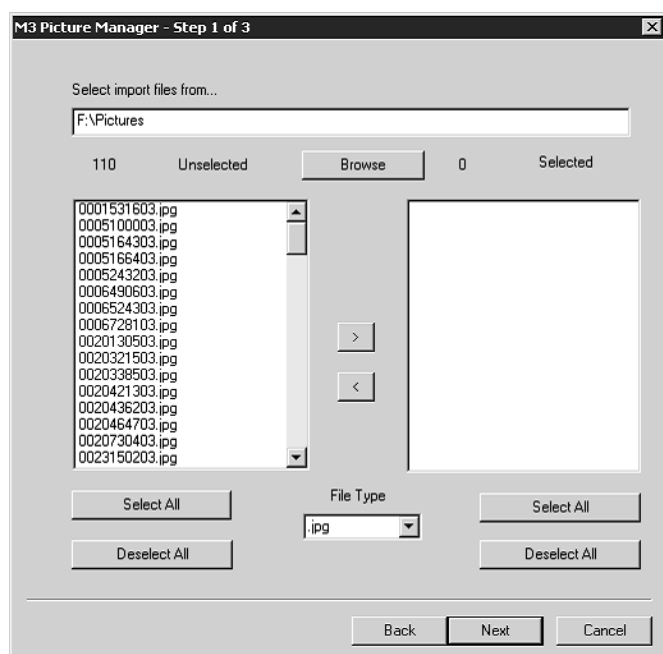 M3 Picture Manager - Step 1 of 3
Select import files from...
F:\Pictures
110 Unselected Browse 0 Selected
0001531603.jpg
0005100003.jpg
0005164303.jpg
0005166403.jpg
0005243203.jpg
0006490603.jpg
0006524303.jpg
0006728103.jpg
0020130503.jpg
0020321503.jpg
0020338503.jpg
0020421303.jpg
0020436203.jpg
0020464703.jpg
0020730403.jpg
0023150203.jpg
>
<
Select All File Type Select All
.jpg
Deselect All Deselect All
Back Next Cancel